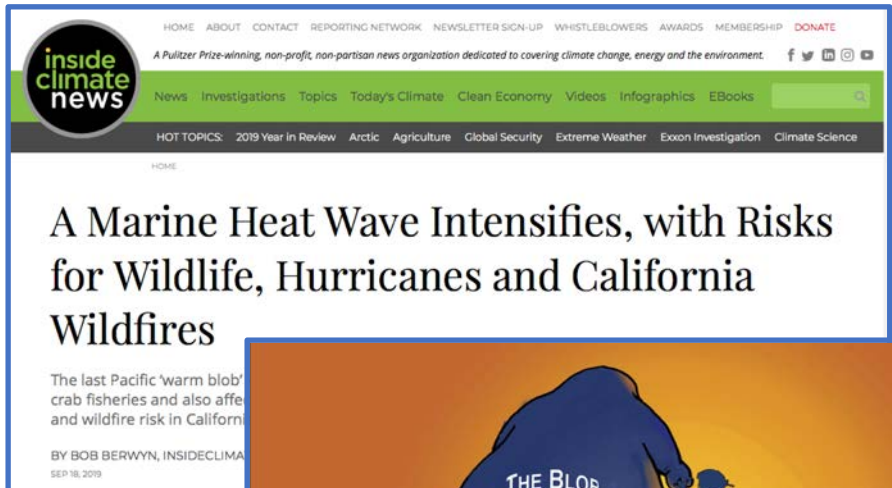 HOME ABOUT CONTACT REPORTING NETWORK NEWSLETTER SIGN-UP WHISTLEBLOWERS AWARDS MEMBERSHIP DONATE
inside
climate
news
A Pulitzer Prize-winning, non-profit, non-partisan news organization dedicated to covering climate change, energy and the environment.
News Investigations Topics Today's Climate Clean Economy Videos Infographics EBooks
HOT TOPICS: 2019 Year in Review Arctic Agriculture Global Security Extreme Weather Exxon Investigation Climate Science
HOME
A Marine Heat Wave Intensifies, with Risks
for Wildlife, Hurricanes and California
Wildfires
The last Pacific 'warm blob'
crab fisheries and also affe
and wildfire risk in Californi
BY BOB BERWYN, INSIDECLIMA
SEP 18, 2019
THE BLOB